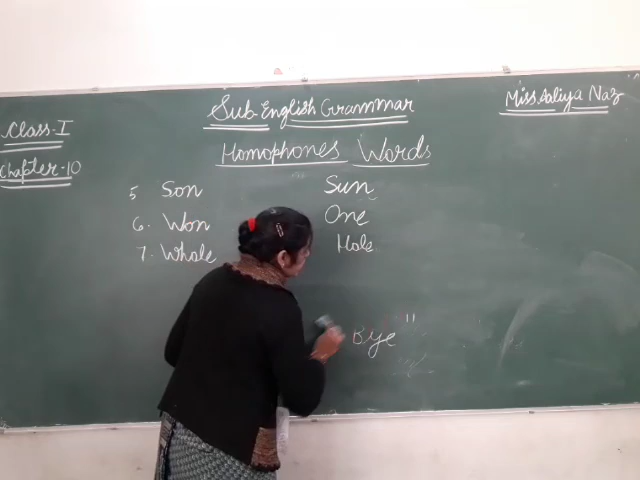 Sub-English Grammar
Miss.Aaliya Naz
Class-I
Homophones Words
Chapter-10
5 Son Sun
6. Won One
7. Whole Hole
Bye"